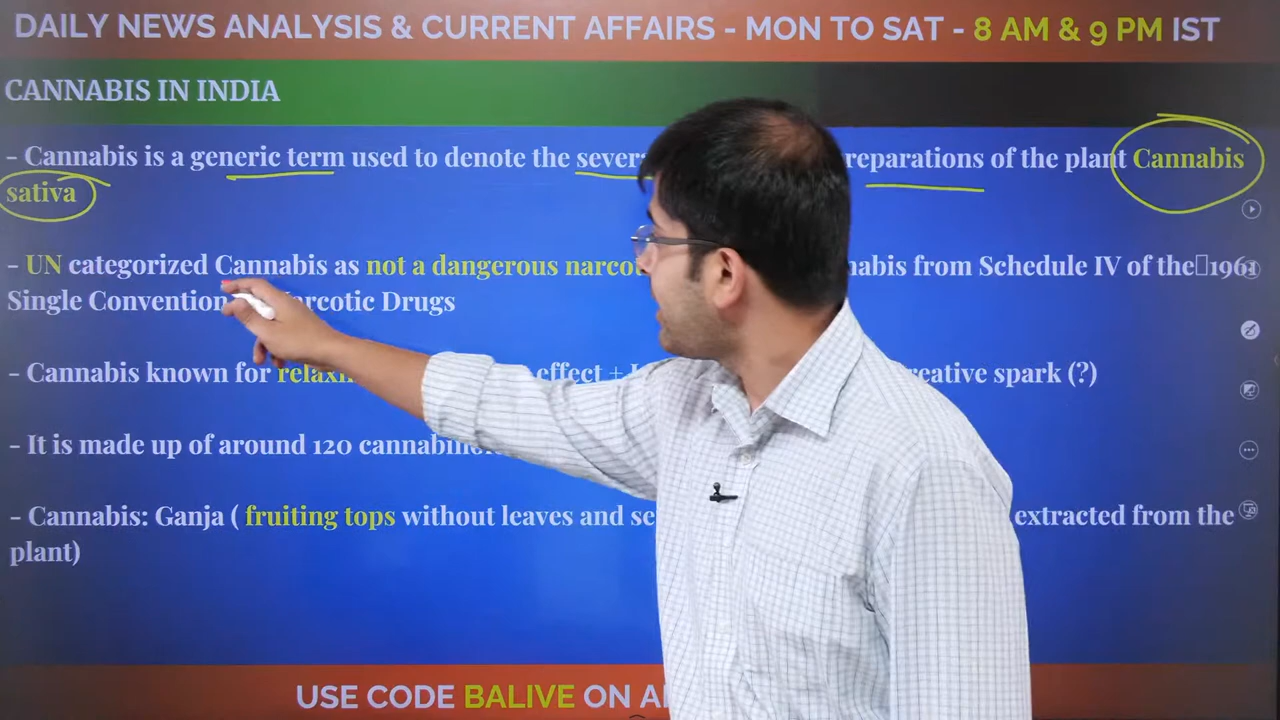 DAILY NEWS ANALYSIS & CURRENT AFFAIRS - MON TO SAT - 8 AM & 9 PM IST
CANNABIS IN INDIA
- Cannabis is a generic term used to denote the reparations of the plant Cannabis
sativa
- UN categorized Cannabis as not a dangerous narco nabis from Schedule IV of the 1961
Single Convention Narcotic Drugs
- Cannabis known for effect + reative spark (?)
- It is made up of around 120
- Cannabis: Ganja ( fruiting tops without leaves and se extracted from the
plant)
USE CODE BALIVE ON